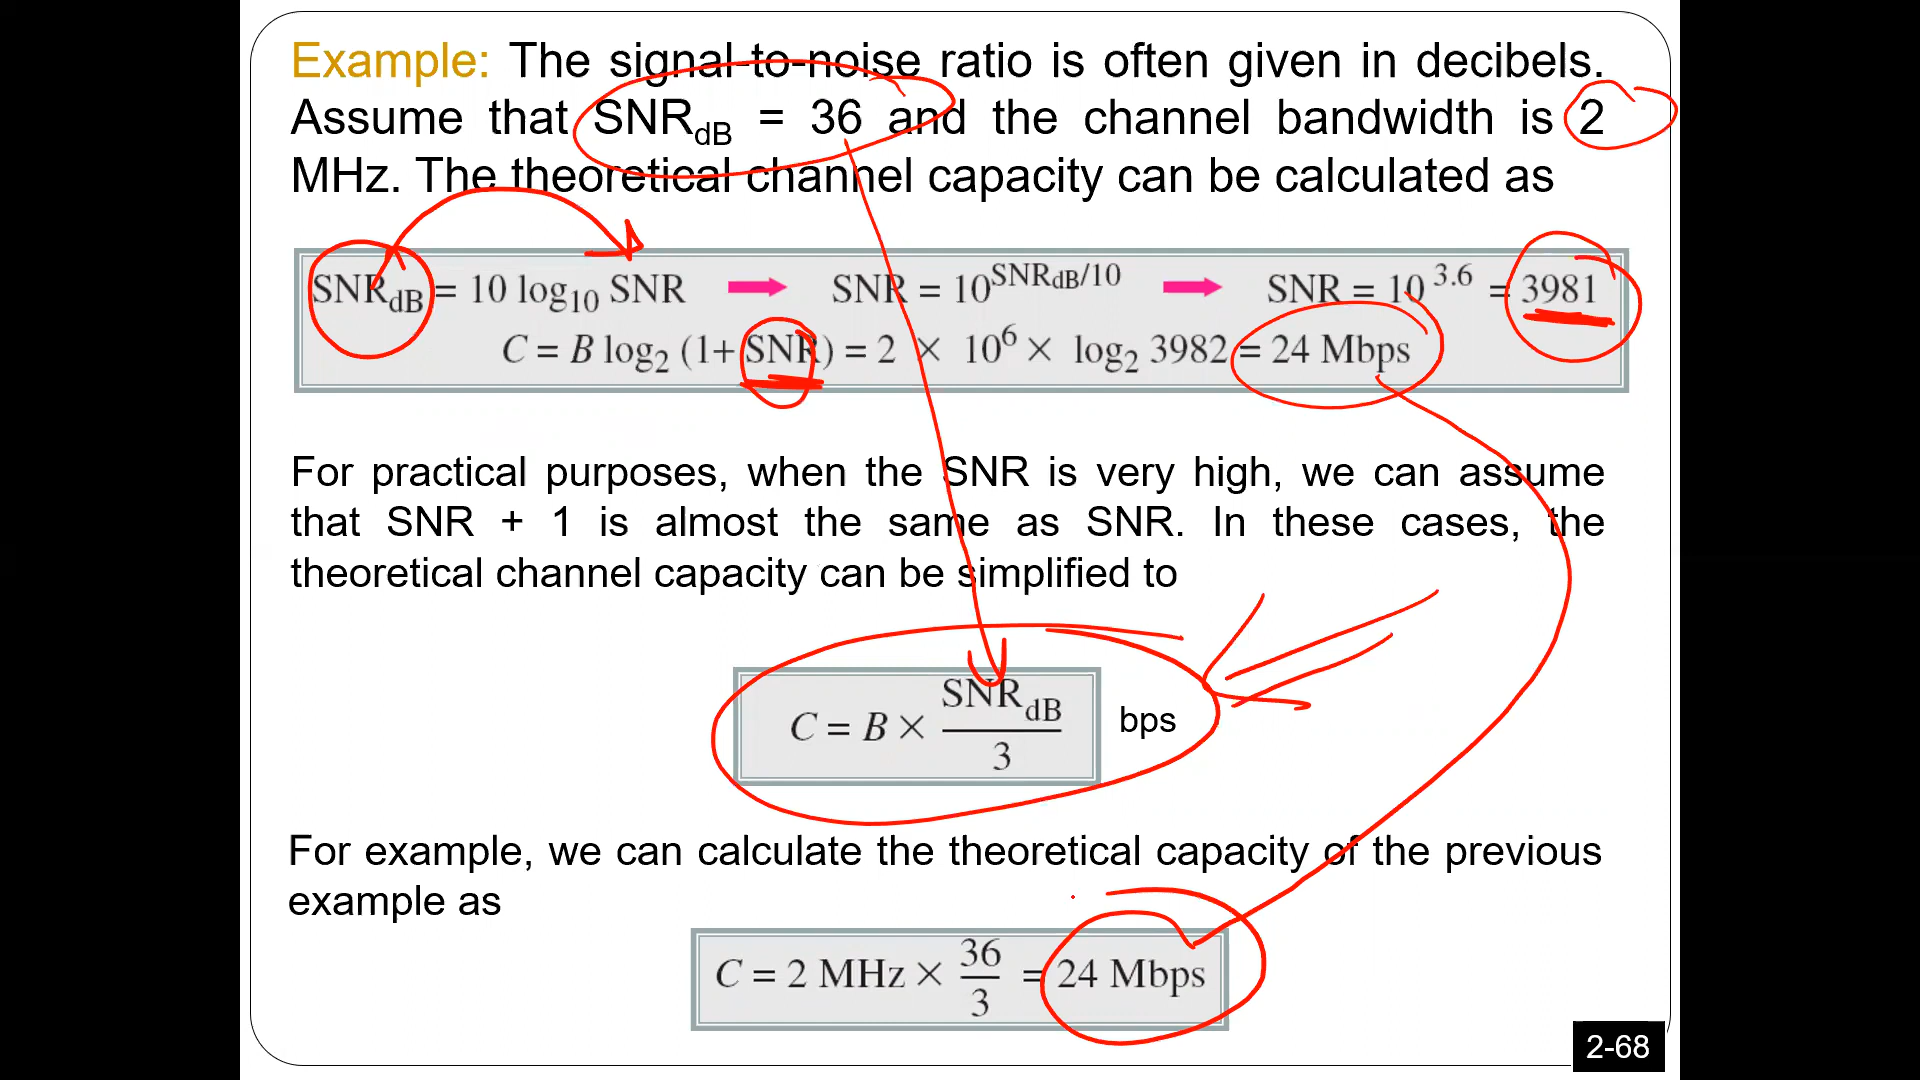 Example: The signal-to-noise ratio is often given in decibels.
Assume that SNRdB = 36 and the channel bandwidth is 2
MHz. The theoretical channel capacity can be calculated as
SNRdB = 10 log10 SNR → SNR = 10^SNRdB/10 → SNR = 10^3.6 = 3981
C = B log2 (1+ SNR) = 2 × 10^6 × log2 3982 = 24 Mbps
For practical purposes, when the SNR is very high, we can assume
that SNR + 1 is almost the same as SNR. In these cases, the
theoretical channel capacity can be simplified to
C = B × SNRdB / 3 bps
For example, we can calculate the theoretical capacity of the previous
example as
C = 2 MHz × 36 / 3 = 24 Mbps
2-68